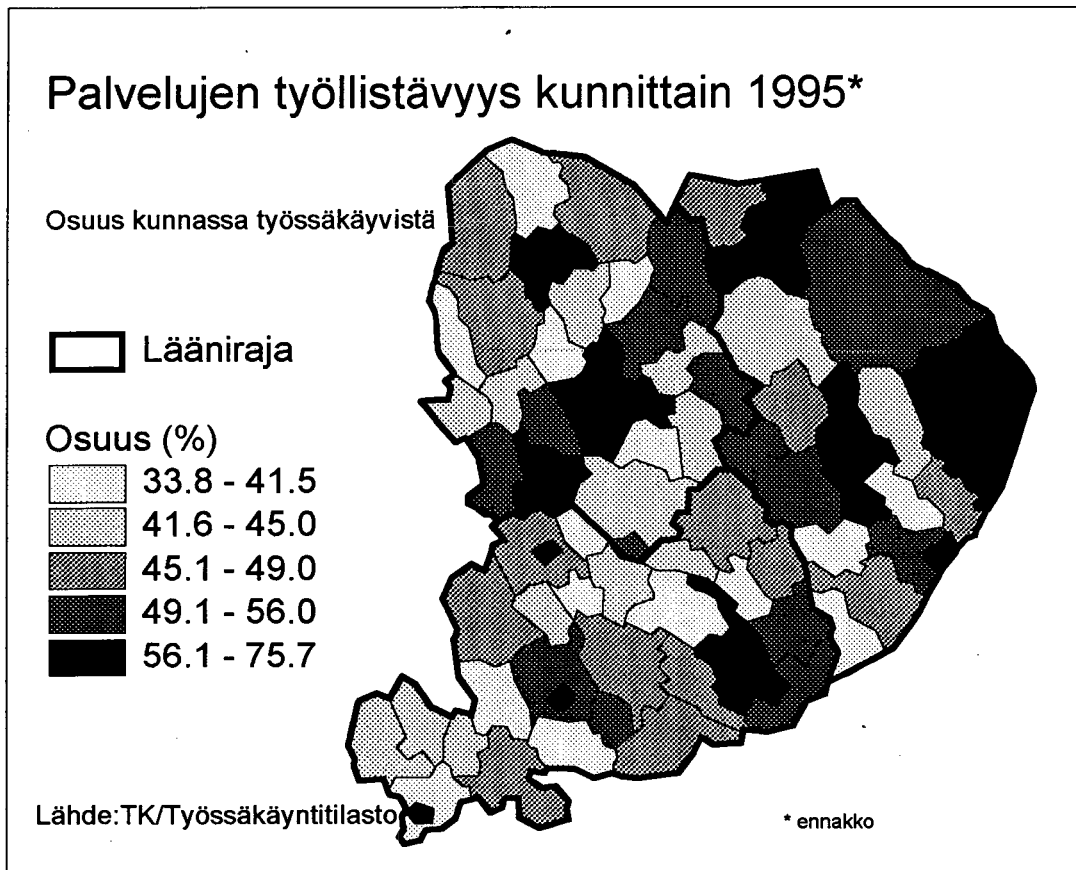 Palvelujen työllistävyys kunnittain 1995*
Osuus kunnassa työssäkäyvistä
Lääniraja
Osuus (%)
33.8 - 41.5
41.6 - 45.0
45.1 - 49.0
49.1 - 56.0
56.1 - 75.7
Lähde:TK/Työssäkäyntitilasto
* ennakko